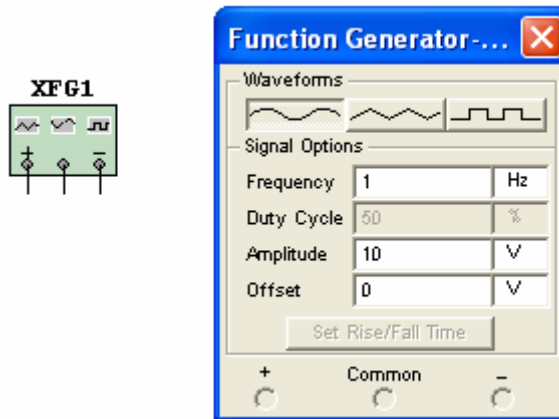 XFG1
+ –
Function Generator-...
Waveforms
Signal Options
Frequency 1 Hz
Duty Cycle 50 %
Amplitude 10 V
Offset 0 V
Set Rise/Fall Time
+ Common –